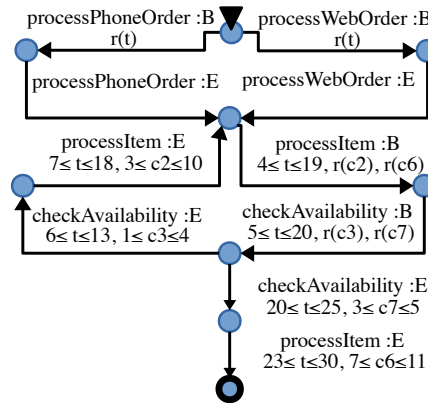 processPhoneOrder :B
r(t)
processWebOrder :B
r(t)
processPhoneOrder :E
processWebOrder :E
processItem :E
7≤ t≤18, 3≤ c2≤10
processItem :B
4≤ t≤19, r(c2), r(c6)
checkAvailability :E
6≤ t≤13, 1≤ c3≤4
checkAvailability :B
5≤ t≤20, r(c3), r(c7)
checkAvailability :E
20≤ t≤25, 3≤ c7≤5
processItem :E
23≤ t≤30, 7≤ c6≤11